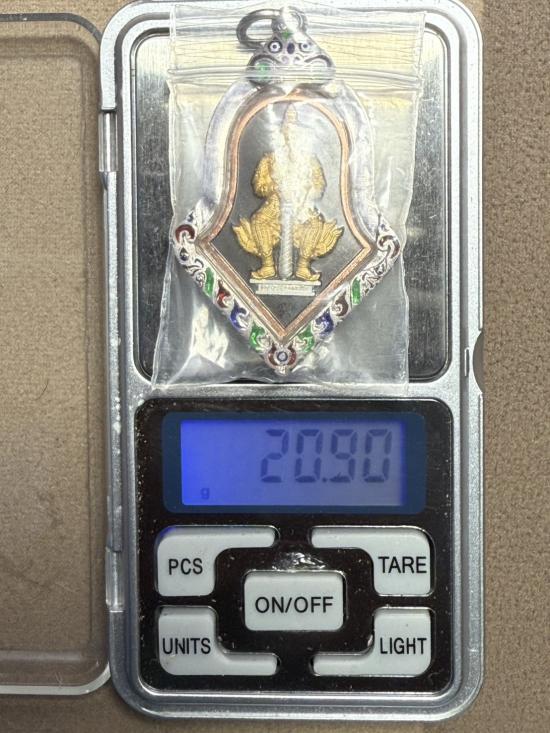 20.90
g
PCS
TARE
ON/OFF
UNITS
LIGHT